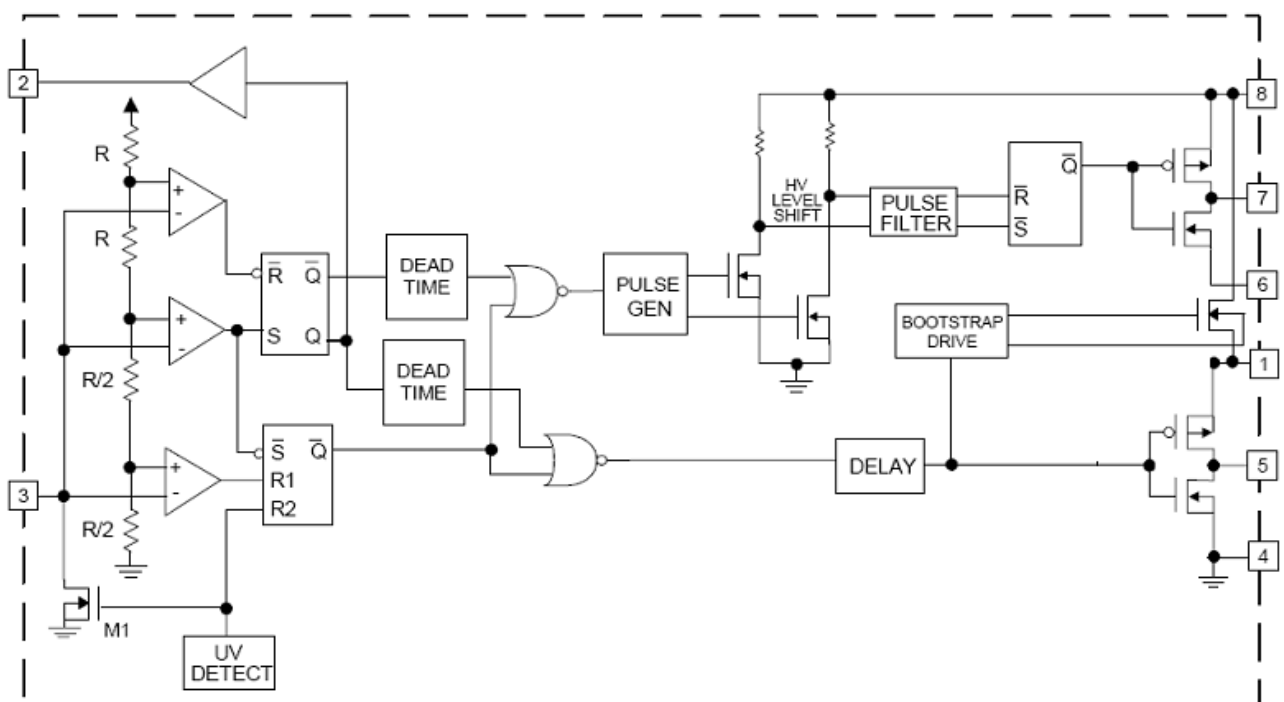 2
8
R
+
-
HV
LEVEL
SHIFT
Q̅
R̅
S̅
PULSE
FILTER
7
R
DEAD
TIME
R̅ Q̅
S Q
PULSE
GEN
6
+
-
BOOTSTRAP
DRIVE
R/2
DEAD
TIME
1
S̅ Q̅
R1
R2
+
-
DELAY
5
3
R/2
4
M1
UV
DETECT